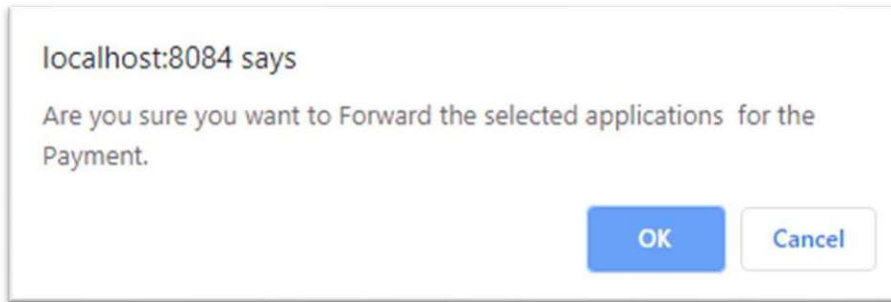 localhost:8084 says
Are you sure you want to Forward the selected applications  for the
Payment.
OK Cancel